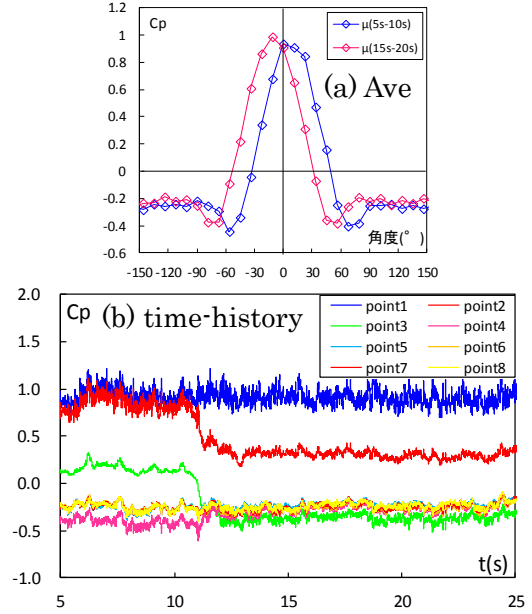 Cp
μ(5s-10s)
μ(15s-20s)
(a) Ave
1.2
1
0.8
0.6
0.4
0.2
0
-0.2
-0.4
-0.6
角度(°)
-150 -120 -90 -60 -30 0 30 60 90 120 150
Cp (b) time-history
point1 point2
point3 point4
point5 point6
point7 point8
2.0
1.5
1.0
0.5
0.0
-0.5
-1.0
t(s)
5 10 15 20 25